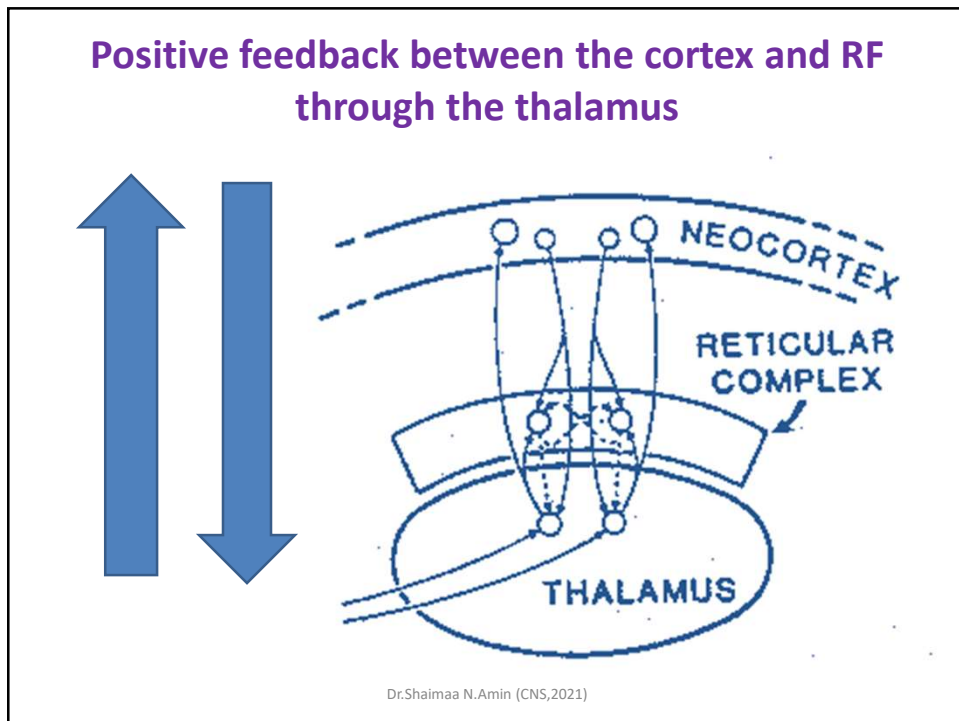 Positive feedback between the cortex and RF
through the thalamus
NEOCORTEX
RETICULAR
COMPLEX
THALAMUS
Dr.Shaimaa N.Amin (CNS,2021)